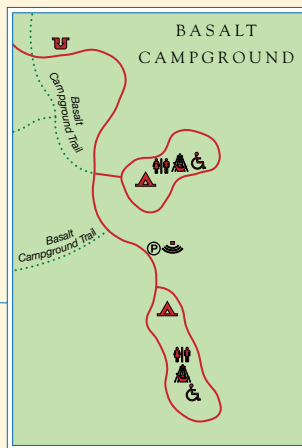 BASALT
CAMPGROUND
Basalt
Campground Trail
Basalt
Campground Trail
P